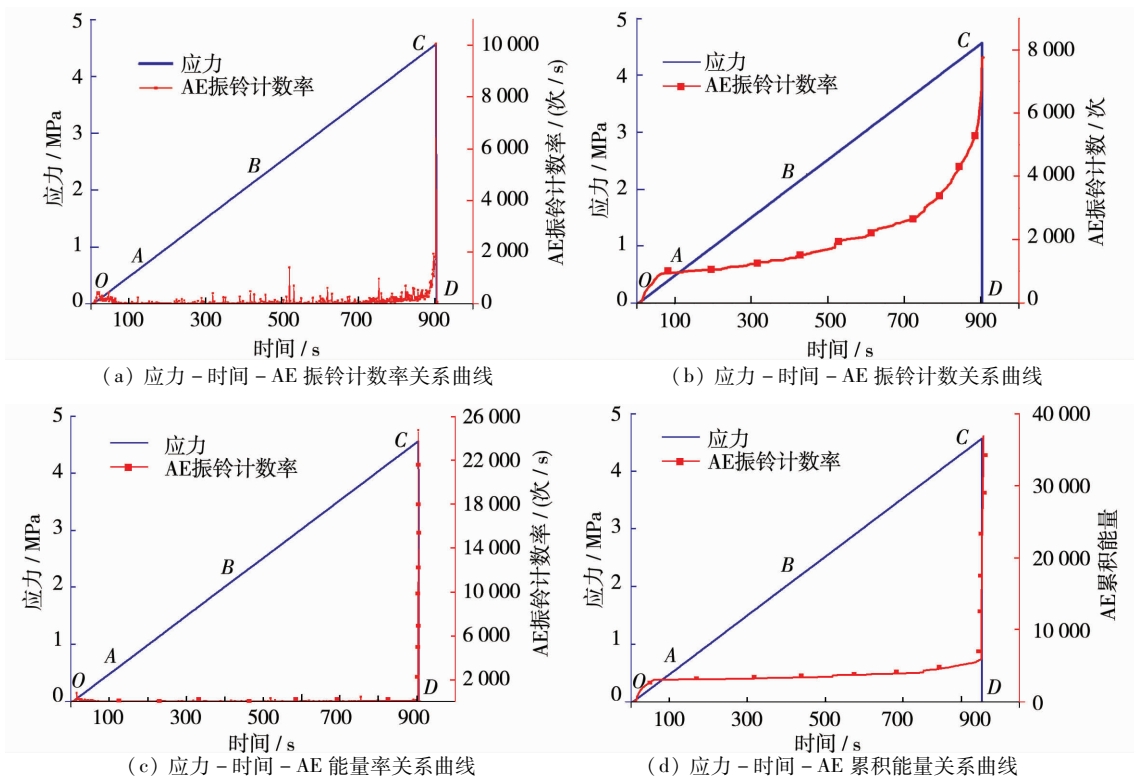 应力 / MPa
5
4
3
2
1
0
应力
AE振铃计数率
O
A
B
C
D
100
300
500
700
900
时间 / s
10 000
8 000
6 000
4 000
2 000
0
AE振铃计数率 / (次 / s)
(a) 应力－时间－AE 振铃计数率关系曲线
应力 / MPa
5
4
3
2
1
0
应力
AE振铃计数率
O
A
B
C
D
100
300
500
700
900
时间 / s
8 000
6 000
4 000
2 000
0
AE振铃计数 / 次
(b) 应力－时间－AE 振铃计数关系曲线
应力 / MPa
5
4
3
2
1
0
应力
AE振铃计数率
O
A
B
C
D
100
300
500
700
900
时间 / s
26 000
22 000
18 000
14 000
10 000
6 000
2 000
AE振铃计数率 / (次 / s)
(c) 应力－时间－AE 能量率关系曲线
应力 / MPa
5
4
3
2
1
0
应力
AE振铃计数率
O
A
B
C
D
100
300
500
700
900
时间 / s
40 000
30 000
20 000
10 000
0
AE累积能量
(d) 应力－时间－AE 累积能量关系曲线